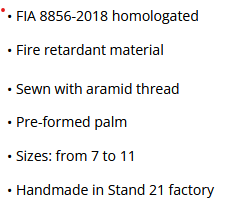 • FIA 8856-2018 homologated
• Fire retardant material
• Sewn with aramid thread
• Pre-formed palm
• Sizes: from 7 to 11
• Handmade in Stand 21 factory